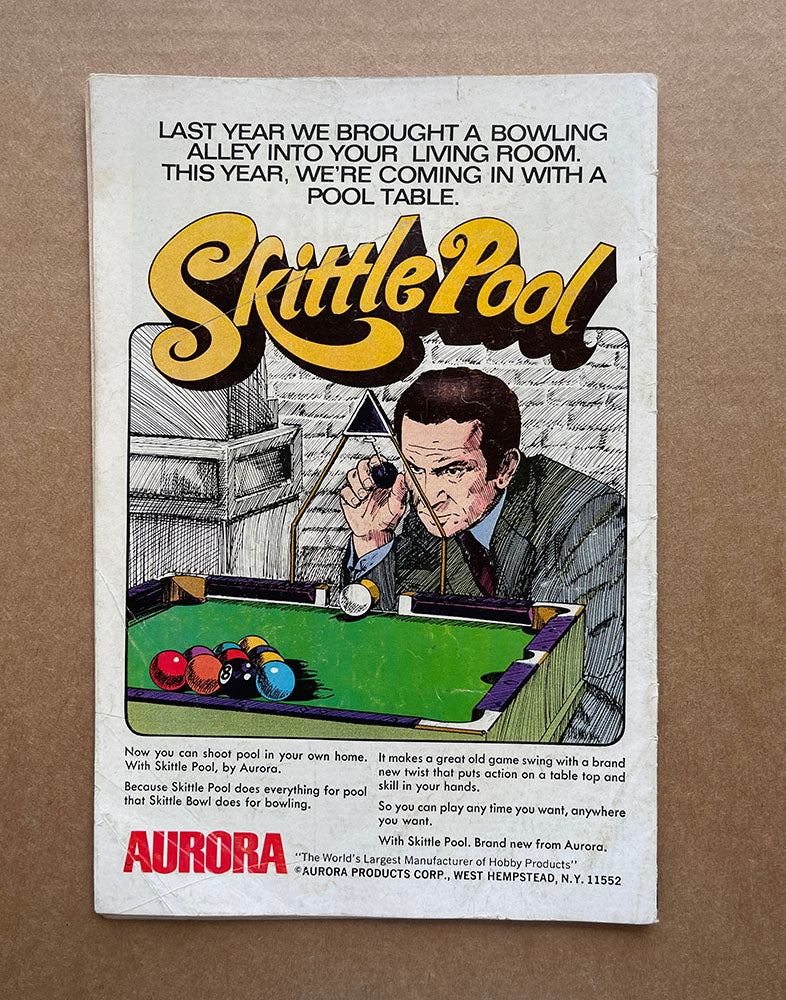 LAST YEAR WE BROUGHT A BOWLING
ALLEY INTO YOUR LIVING ROOM.
THIS YEAR, WE'RE COMING IN WITH A
POOL TABLE.
Skittle Pool
8
Now you can shoot pool in your own home.
With Skittle Pool, by Aurora.
Because Skittle Pool does everything for pool
that Skittle Bowl does for bowling.
It makes a great old game swing with a brand
new twist that puts action on a table top and
skill in your hands.
So you can play any time you want, anywhere
you want.
With Skittle Pool. Brand new from Aurora.
AURORA
"The World's Largest Manufacturer of Hobby Products"
©AURORA PRODUCTS CORP., WEST HEMPSTEAD, N.Y. 11552